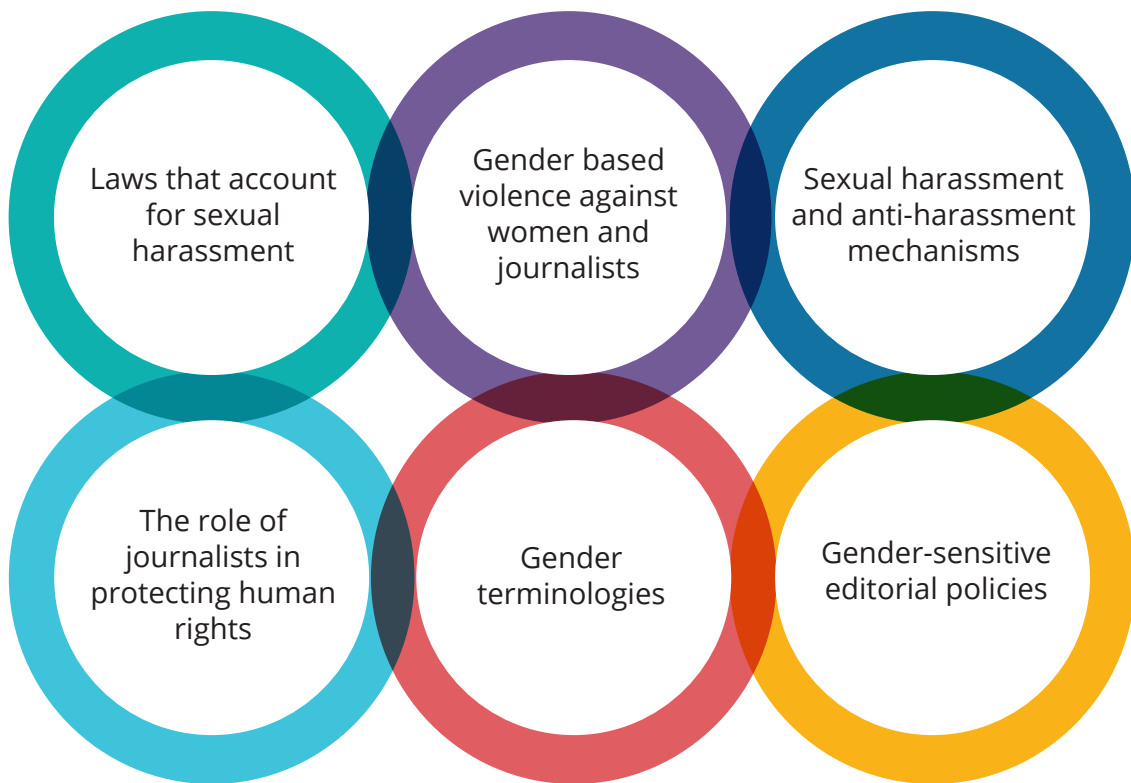 Laws that account
for sexual
harassment
Gender based
violence against
women and
journalists
Sexual harassment
and anti-harassment
mechanisms
The role of
journalists in
protecting human
rights
Gender
terminologies
Gender-sensitive
editorial policies